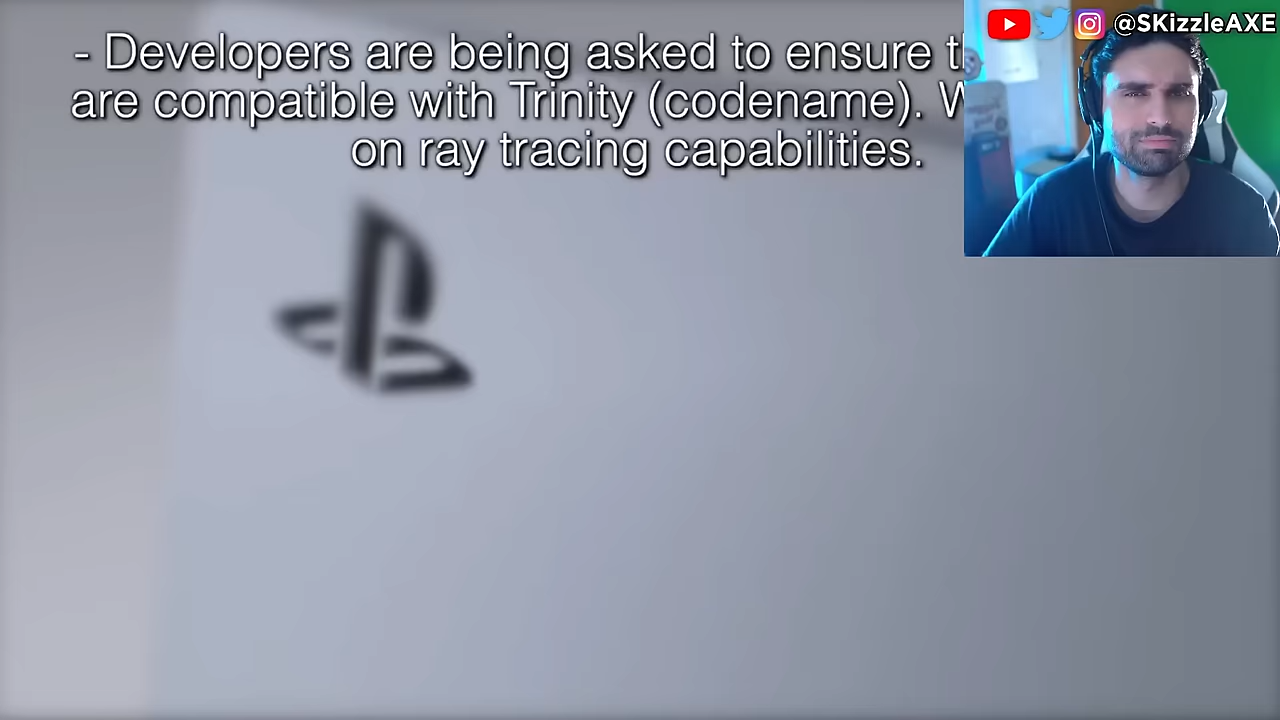 @SKizzleAXE
- Developers are being asked to ensure
are compatible with Trinity (codename).
on ray tracing capabilities.